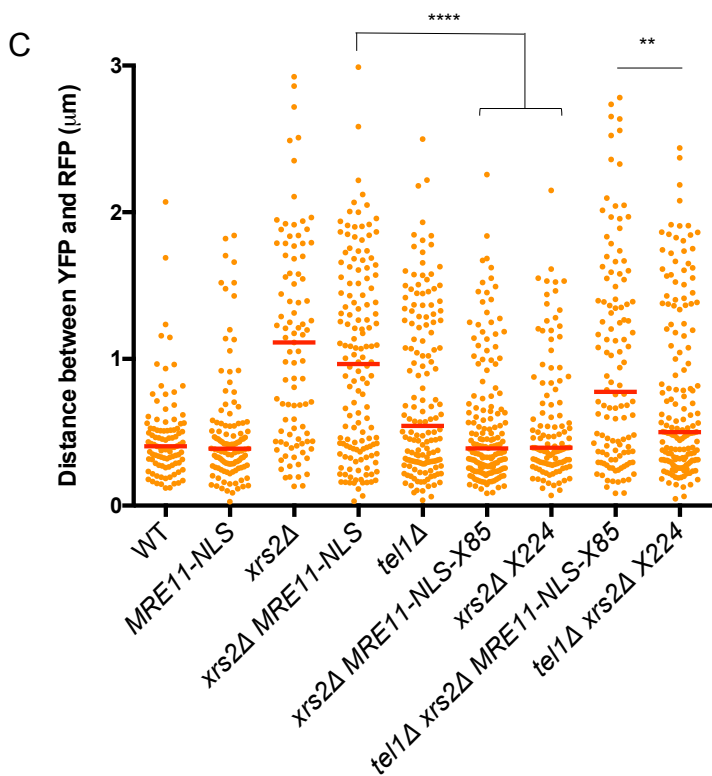 C
****
**
Distance between YFP and RFP (μm)
3
2
1
0
WT
MRE11-NLS
xrs2Δ
xrs2Δ MRE11-NLS
tel1Δ
xrs2Δ MRE11-NLS-X85
xrs2Δ X224
tel1Δ xrs2Δ MRE11-NLS-X85
tel1Δ xrs2Δ X224